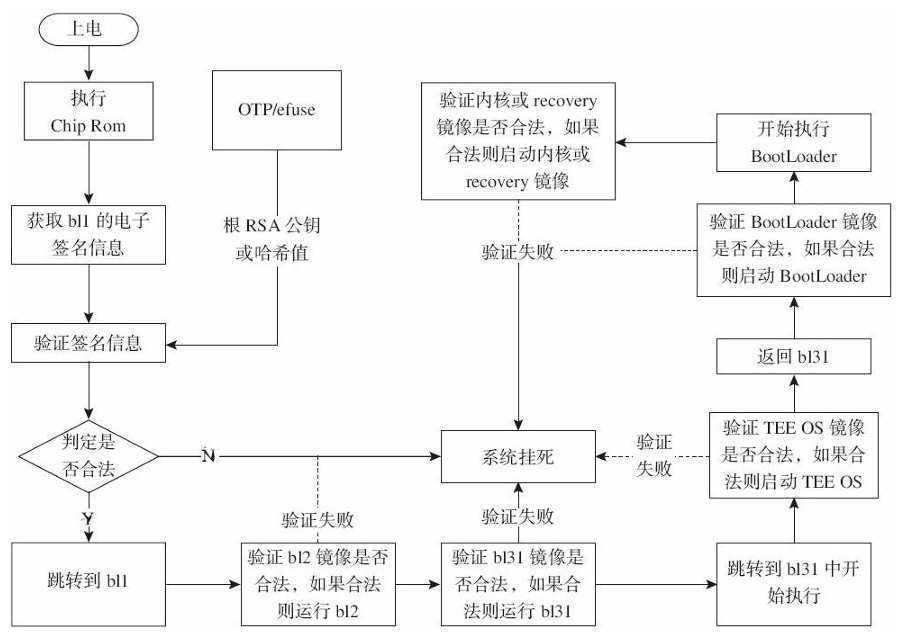 上电
执行
Chip Rom
获取 bl1 的电子
签名信息
OTP/efuse
根 RSA 公钥
或哈希值
验证签名信息
判定是
否合法
N
Y
跳转到 bl1
验证 bl2 镜像是否
合法，如果合法
则运行 bl2
验证失败
验证 bl31 镜像是
否合法，如果合
法则运行 bl31
验证失败
系统挂死
跳转到 bl31 中开
始执行
验证 TEE OS 镜像
是否合法，如果合
法则启动 TEE OS
验证
失败
返回 bl31
验证 BootLoader 镜像
是否合法，如果合法
则启动 BootLoader
开始执行
BootLoader
验证内核或 recovery
镜像是否合法，如果
合法则启动内核或
recovery 镜像
验证失败